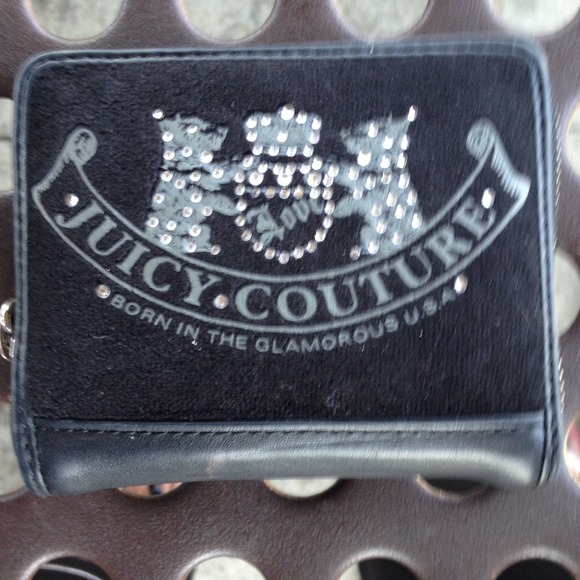 Love
JUICY·COUTURE
BORN IN THE GLAMOROUS U.S.A.